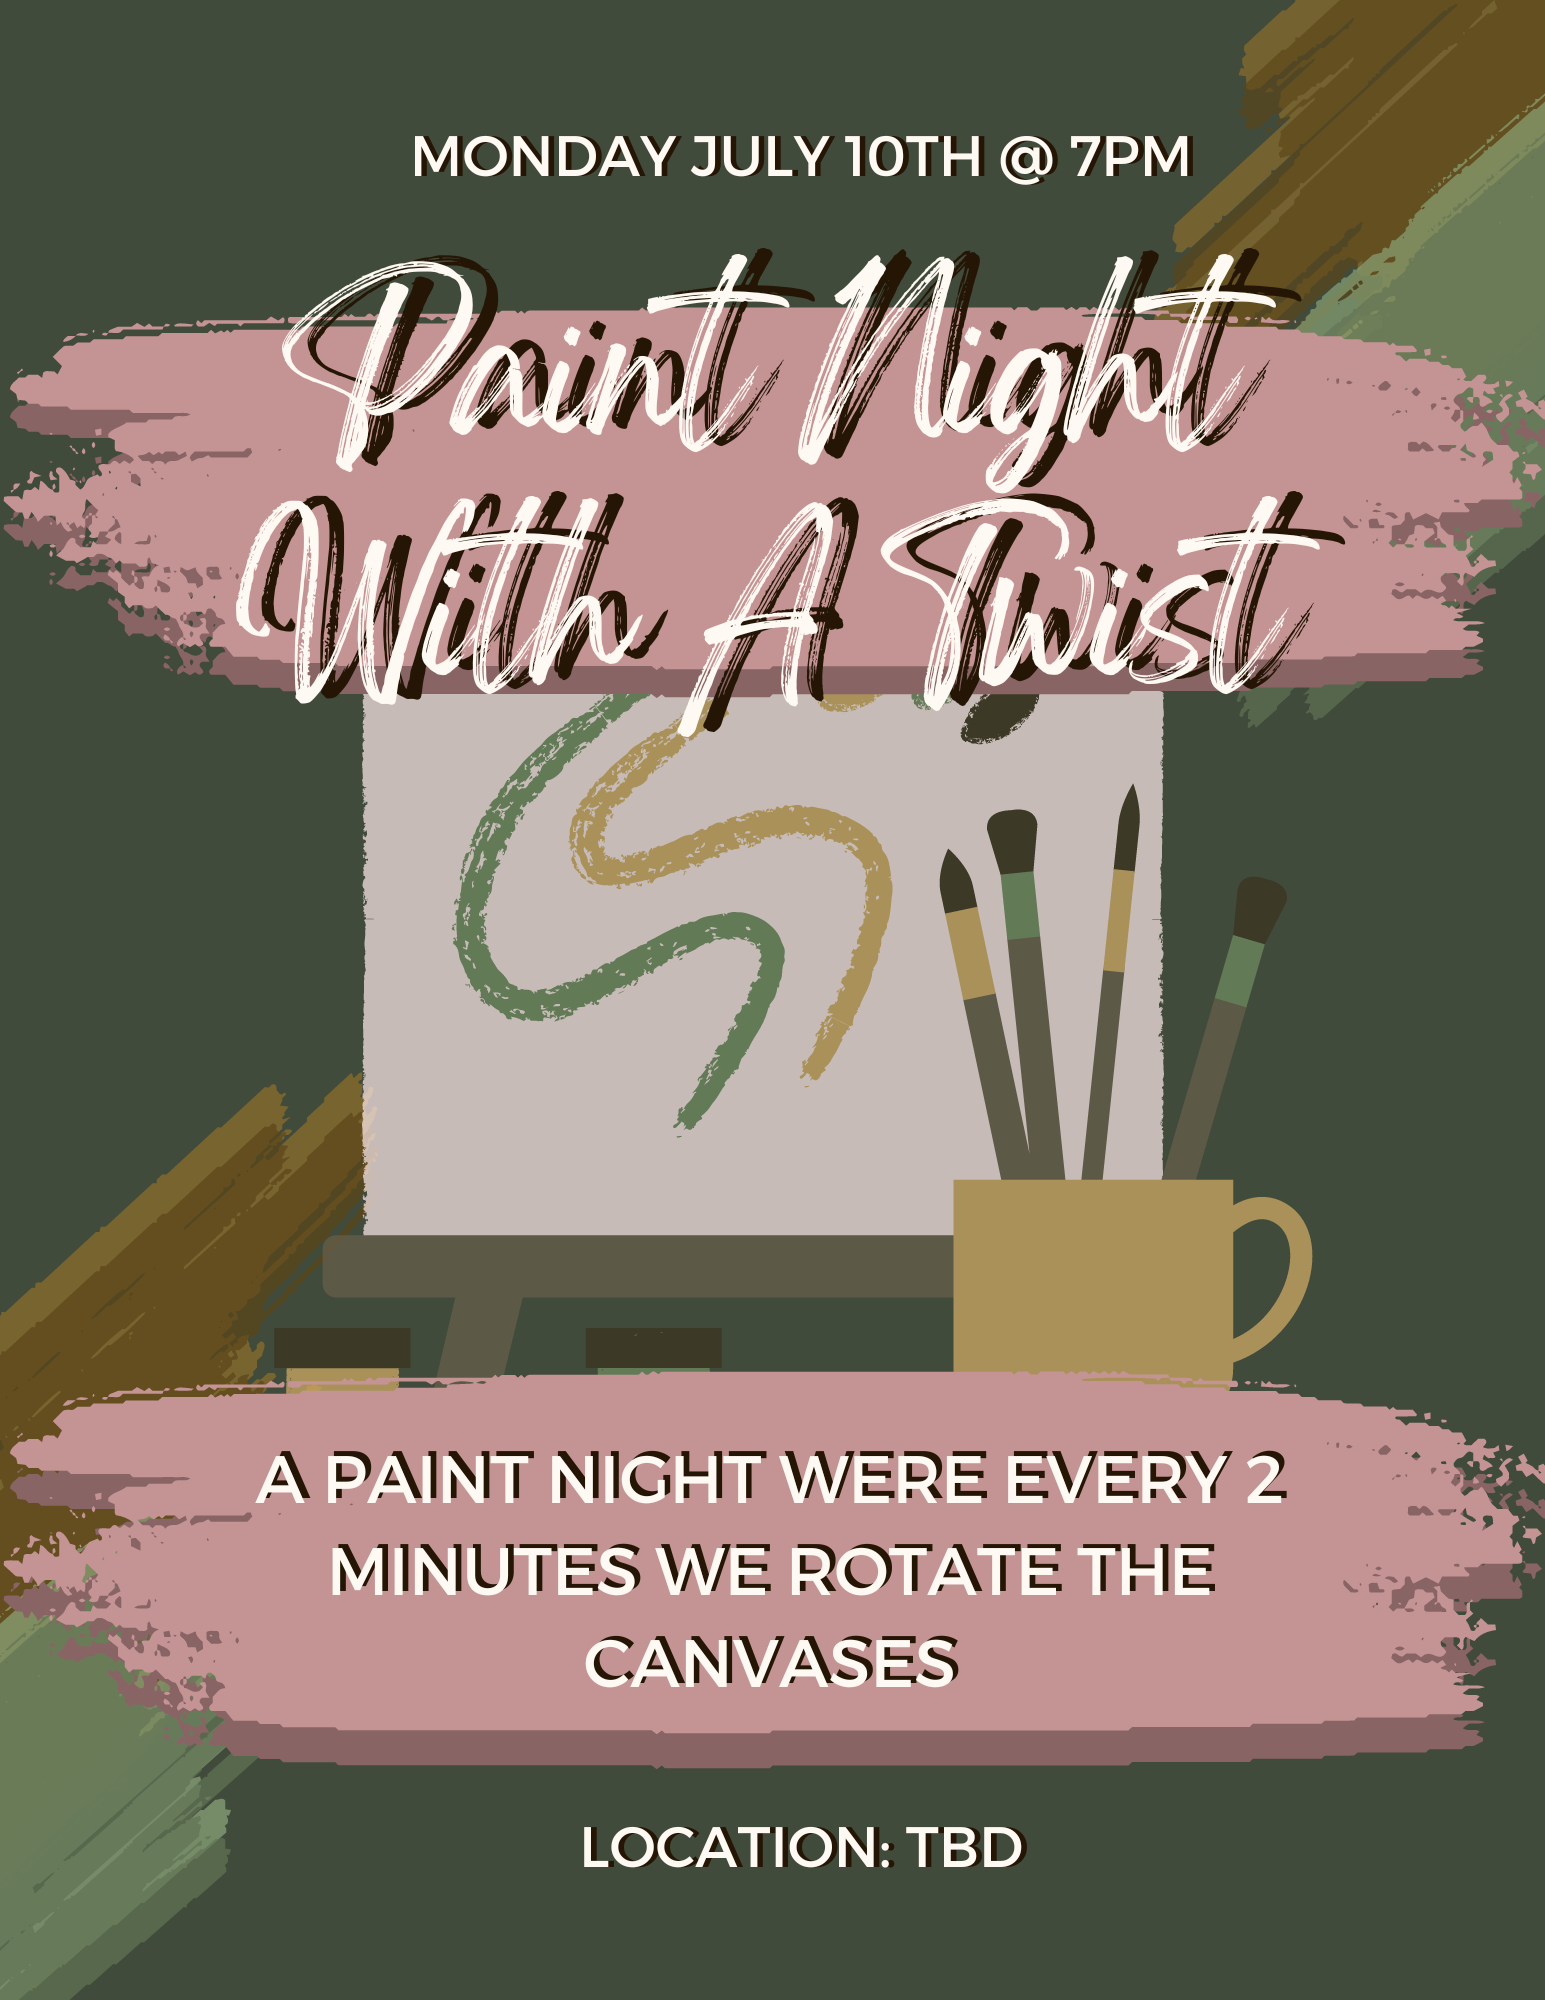 MONDAY JULY 10TH @ 7PM
Paint Night
With A Twist
A PAINT NIGHT WERE EVERY 2
MINUTES WE ROTATE THE
CANVASES
LOCATION: TBD